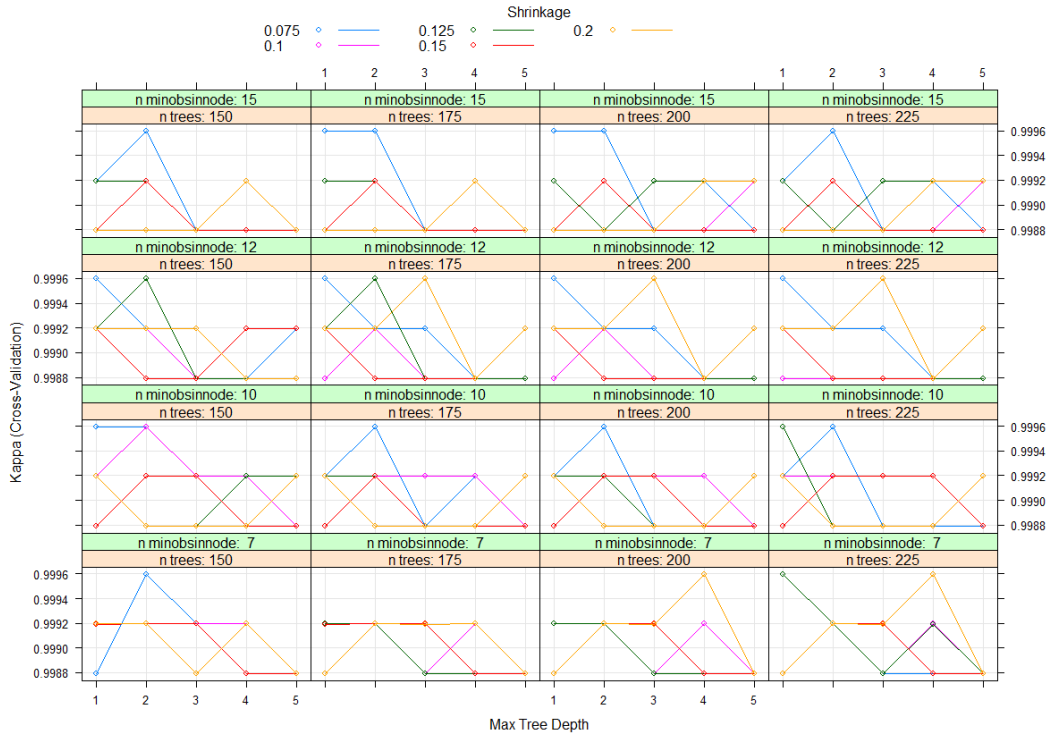 Shrinkage
0.075 0.125 0.2
0.1 0.15
1 2 3 4 5 1 2 3 4 5
n minobsinnode: 15 n minobsinnode: 15 n minobsinnode: 15 n minobsinnode: 15
n trees: 150 n trees: 175 n trees: 200 n trees: 225
0.9996
0.9994
0.9992
0.9990
0.9988
n minobsinnode: 12 n minobsinnode: 12 n minobsinnode: 12 n minobsinnode: 12
n trees: 150 n trees: 175 n trees: 200 n trees: 225
0.9996
0.9994
0.9992
0.9990
0.9988
Kappa (Cross-Validation)
n minobsinnode: 10 n minobsinnode: 10 n minobsinnode: 10 n minobsinnode: 10
n trees: 150 n trees: 175 n trees: 200 n trees: 225
0.9996
0.9994
0.9992
0.9990
0.9988
n minobsinnode: 7 n minobsinnode: 7 n minobsinnode: 7 n minobsinnode: 7
n trees: 150 n trees: 175 n trees: 200 n trees: 225
0.9996
0.9994
0.9992
0.9990
0.9988
1 2 3 4 5 1 2 3 4 5
Max Tree Depth